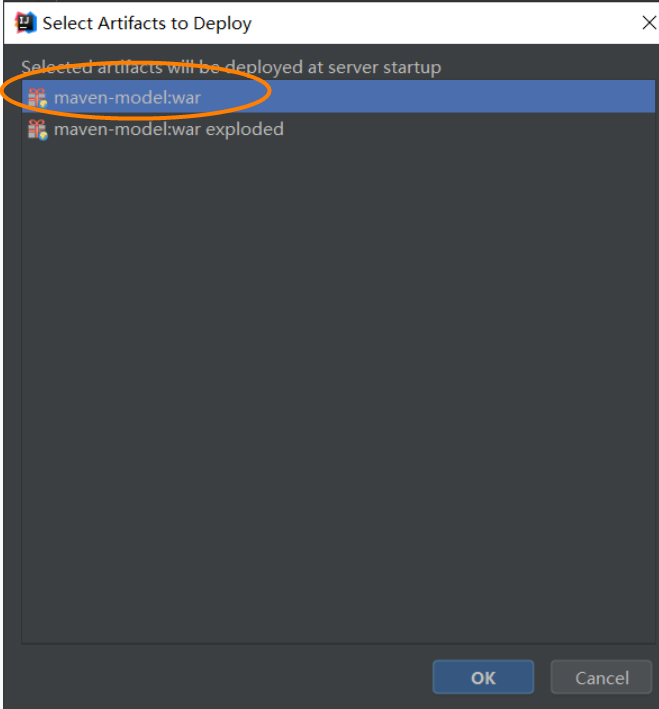 Select Artifacts to Deploy
Selected artifacts will be deployed at server startup
maven-model:war
maven-model:war exploded
OK
Cancel